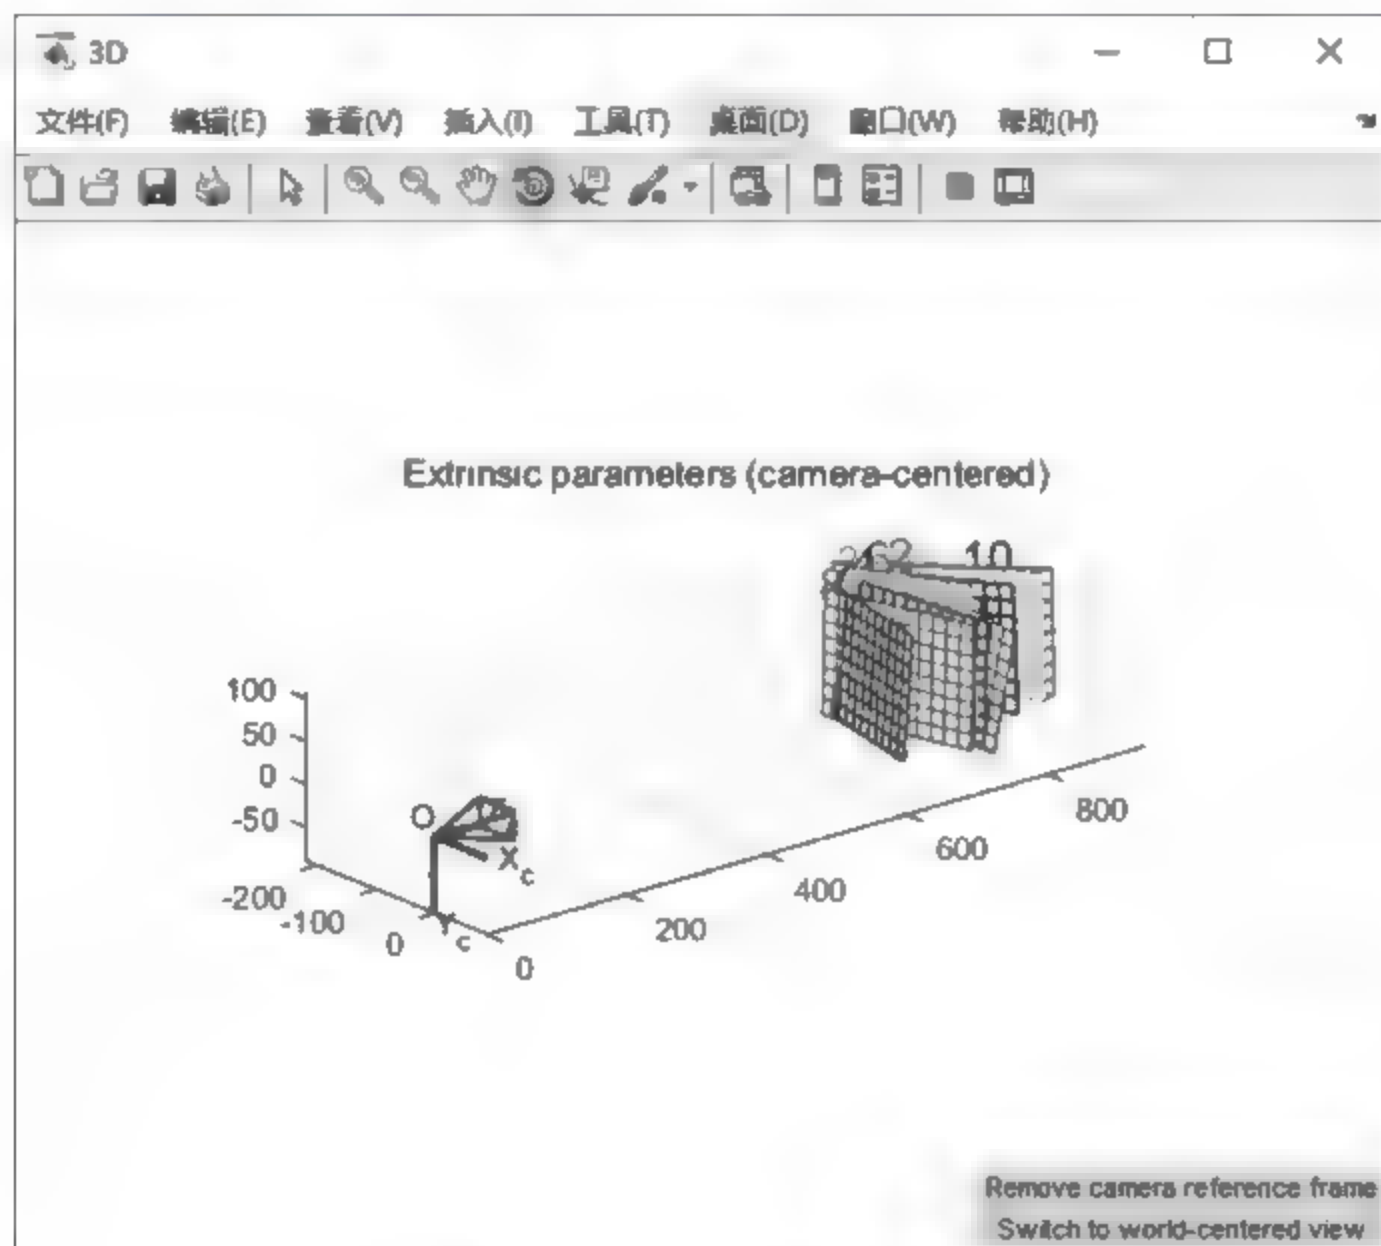 3D
文件(F) 编辑(E) 查看(V) 插入(I) 工具(T) 桌面(D) 窗口(W) 帮助(H)
Extrinsic parameters (camera-centered)
10
100
50
0
-50
O
Xc
Yc
-200
-100
0
0
200
400
600
800
Remove camera reference frame
Switch to world-centered view